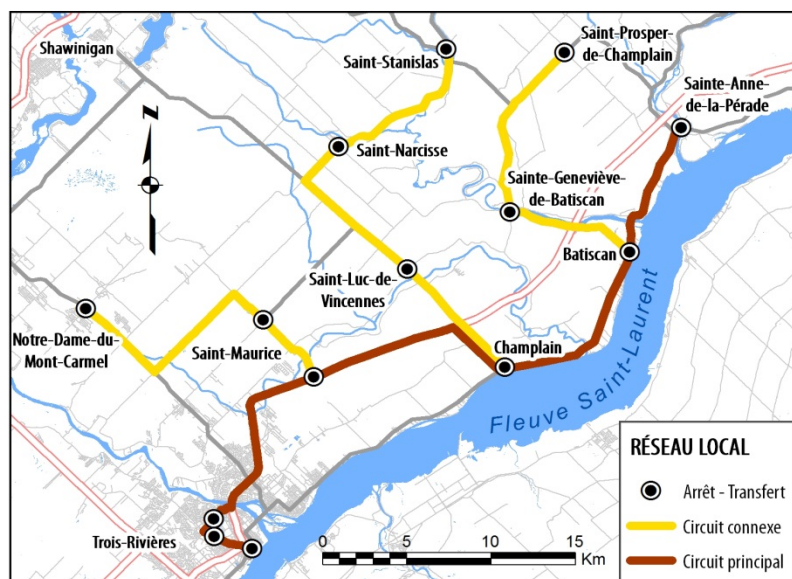 Shawinigan
Saint-Stanislas
Saint-Prosper-
de-Champlain
Sainte-Anne-
de-la-Pérade
N
Saint-Narcisse
Sainte-Geneviève-
de-Batiscan
Batiscan
Saint-Luc-de-
Vincennes
Notre-Dame-du-
Mont-Carmel
Saint-Maurice
Champlain
Fleuve Saint-Laurent
Trois-Rivières
0 5 10 15
Km
RÉSEAU LOCAL
Arrêt - Transfert
Circuit connexe
Circuit principal